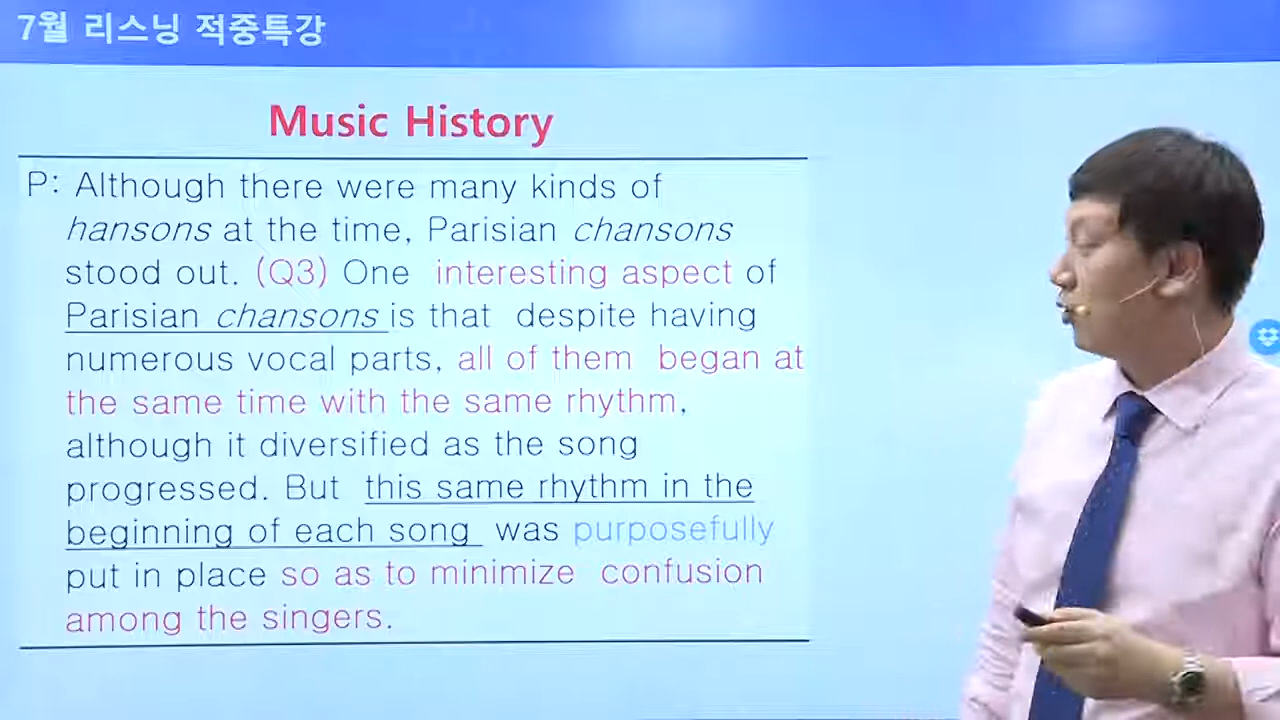 7월 리스닝 적중특강
Music History
P: Although there were many kinds of
hansons at the time, Parisian chansons
stood out. (Q3) One interesting aspect of
Parisian chansons is that despite having
numerous vocal parts, all of them began at
the same time with the same rhythm,
although it diversified as the song
progressed. But this same rhythm in the
beginning of each song was purposefully
put in place so as to minimize confusion
among the singers.